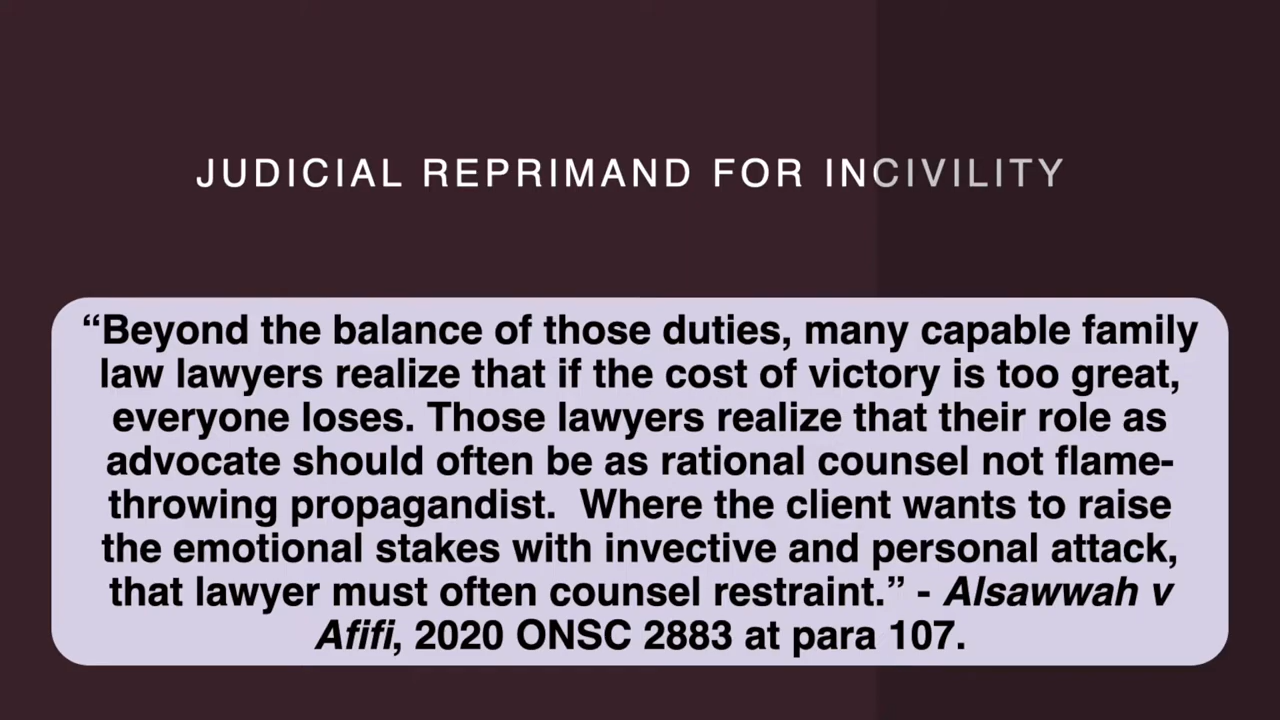 JUDICIAL REPRIMAND FOR INCIVILITY
“Beyond the balance of those duties, many capable family
law lawyers realize that if the cost of victory is too great,
everyone loses. Those lawyers realize that their role as
advocate should often be as rational counsel not flame-
throwing propagandist.  Where the client wants to raise
the emotional stakes with invective and personal attack,
that lawyer must often counsel restraint.” - Alsawwah v
Afifi, 2020 ONSC 2883 at para 107.